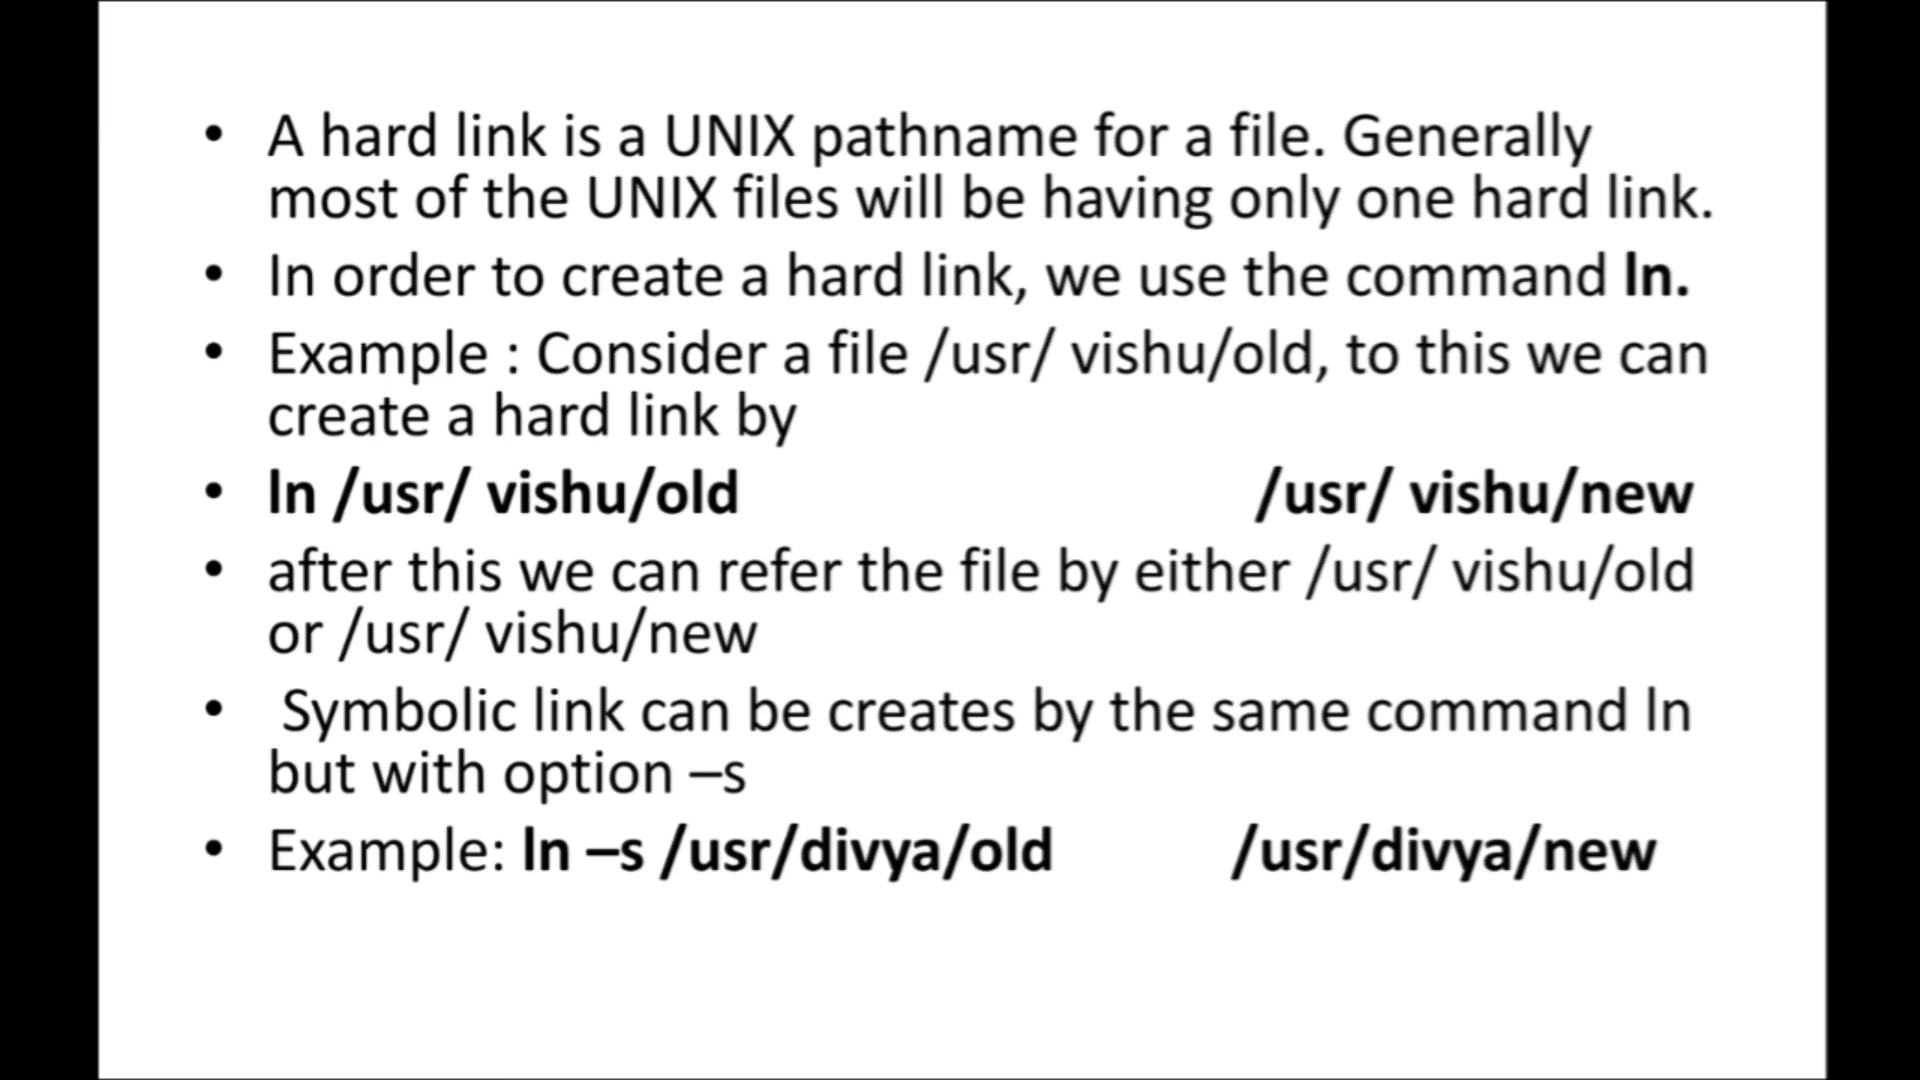 • A hard link is a UNIX pathname for a file. Generally
most of the UNIX files will be having only one hard link.
• In order to create a hard link, we use the command ln.
• Example : Consider a file /usr/ vishu/old, to this we can
create a hard link by
• ln /usr/ vishu/old /usr/ vishu/new
• after this we can refer the file by either /usr/ vishu/old
or /usr/ vishu/new
• Symbolic link can be creates by the same command ln
but with option –s
• Example: ln –s /usr/divya/old /usr/divya/new